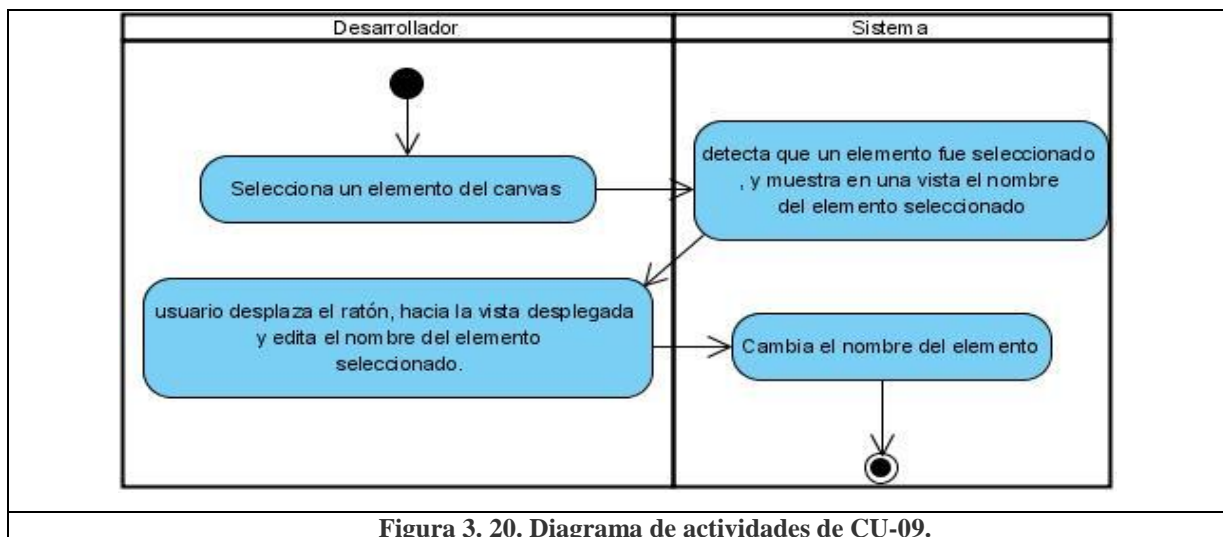 Desarrollador
Sistema
Selecciona un elemento del canvas
detecta que un elemento fue seleccionado
, y muestra en una vista el nombre
del elemento seleccionado
usuario desplaza el ratón, hacia la vista desplegada
y edita el nombre del elemento
seleccionado.
Cambia el nombre del elemento
Figura 3. 20. Diagrama de actividades de CU-09.